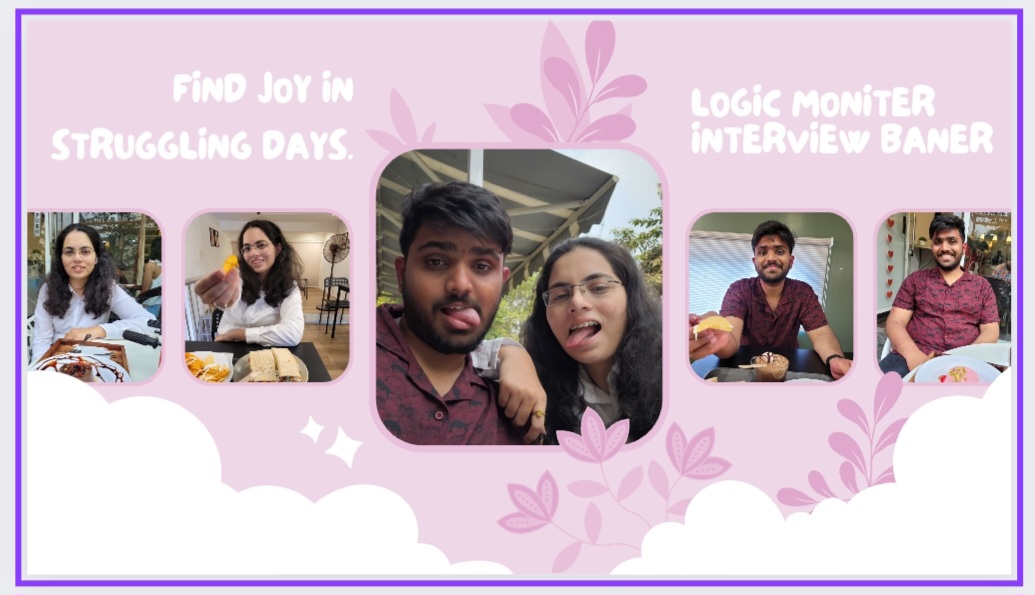 FiND JOY iN
STRUGGLiNG DAYS.
LOGiC MONiTER
iNTERViEW BANER